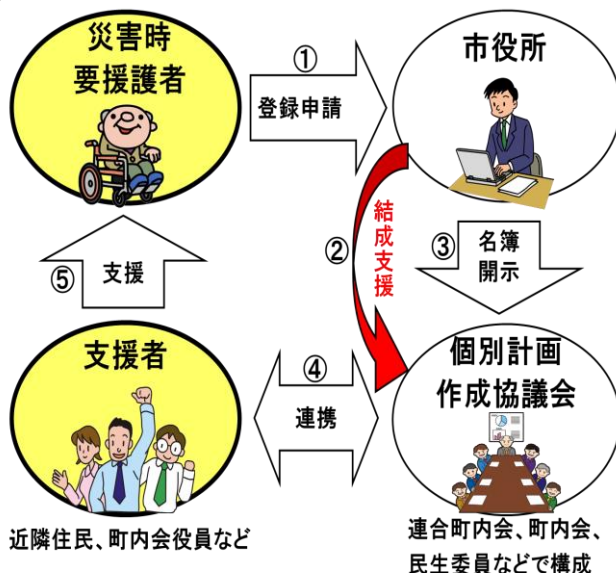 災害時
要援護者
①
登録申請
市役所
②
結成支援
③
名簿
開示
⑤
支援
支援者
④
連携
個別計画
作成協議会
近隣住民、町内会役員など
連合町内会、町内会、
民生委員などで構成